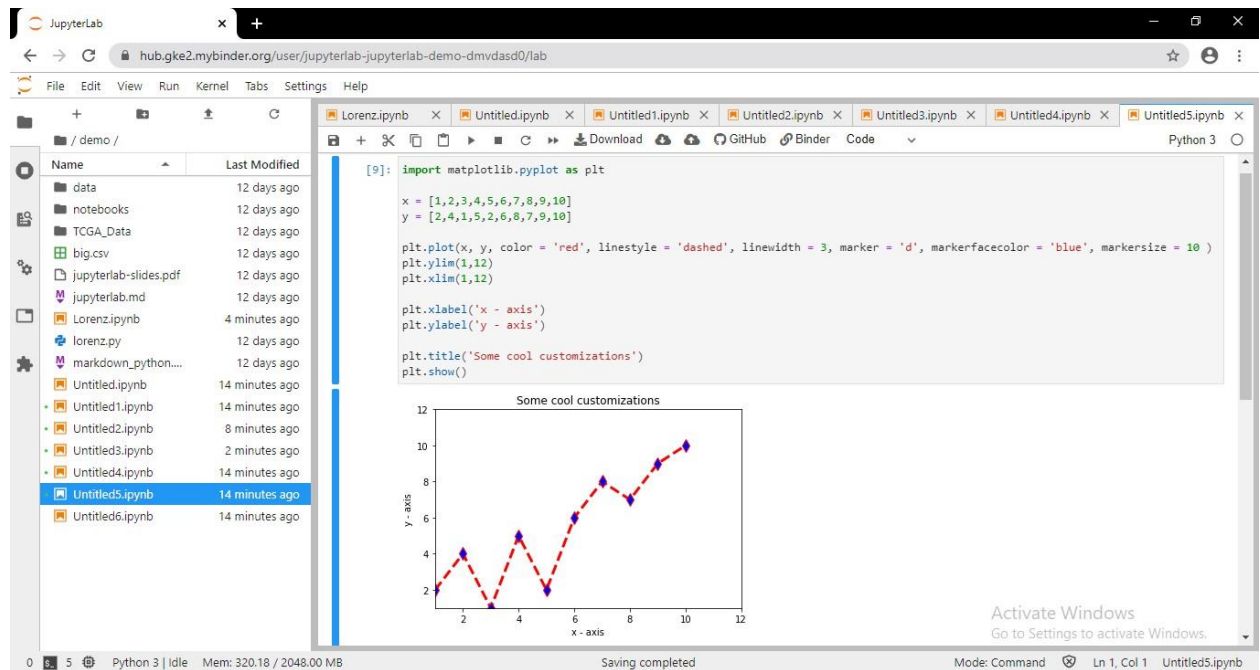 JupyterLab
hub.gke2.mybinder.org/user/jupyterlab-jupyterlab-demo-dmvdasd0/lab
File Edit View Run Kernel Tabs Settings Help
/ demo /
Name Last Modified
data 12 days ago
notebooks 12 days ago
TCGA_Data 12 days ago
big.csv 12 days ago
jupyterlab-slides.pdf 12 days ago
jupyterlab.md 12 days ago
Lorenz.ipynb 4 minutes ago
lorenz.py 12 days ago
markdown_python.... 12 days ago
Untitled.ipynb 14 minutes ago
Untitled1.ipynb 14 minutes ago
Untitled2.ipynb 8 minutes ago
Untitled3.ipynb 2 minutes ago
Untitled4.ipynb 14 minutes ago
Untitled5.ipynb 14 minutes ago
Untitled6.ipynb 14 minutes ago
Lorenz.ipynb Untitled.ipynb Untitled1.ipynb Untitled2.ipynb Untitled3.ipynb Untitled4.ipynb Untitled5.ipynb
Download GitHub Binder Code Python 3
[9]: import matplotlib.pyplot as plt
x = [1,2,3,4,5,6,7,8,9,10]
y = [2,4,1,5,2,6,8,7,9,10]
plt.plot(x, y, color = 'red', linestyle = 'dashed', linewidth = 3, marker = 'd', markerfacecolor = 'blue', markersize = 10 )
plt.ylim(1,12)
plt.xlim(1,12)
plt.xlabel('x - axis')
plt.ylabel('y - axis')
plt.title('Some cool customizations')
plt.show()
Some cool customizations
12
10
8
6
4
2
y - axis
2 4 6 8 10 12
x - axis
Activate Windows
Go to Settings to activate Windows.
0 $_ 5 Python 3 | Idle Mem: 320.18 / 2048.00 MB Saving completed Mode: Command Ln 1, Col 1 Untitled5.ipynb